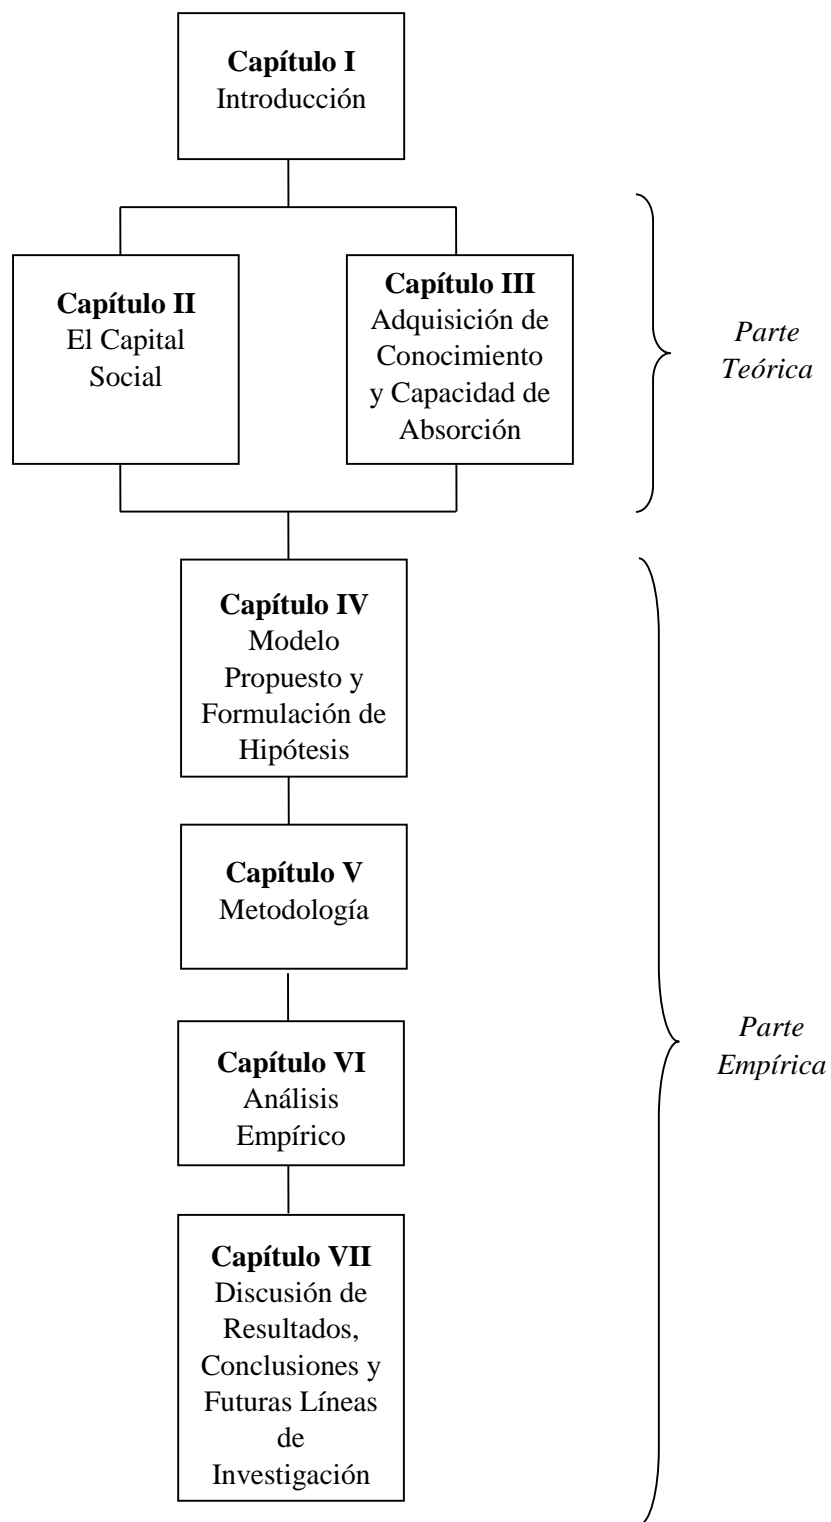 Capítulo I
Introducción
Capítulo II
El Capital
Social
Capítulo III
Adquisición de
Conocimiento
y Capacidad de
Absorción
Parte
Teórica
Capítulo IV
Modelo
Propuesto y
Formulación de
Hipótesis
Capítulo V
Metodología
Parte
Empírica
Capítulo VI
Análisis
Empírico
Capítulo VII
Discusión de
Resultados,
Conclusiones y
Futuras Líneas
de
Investigación